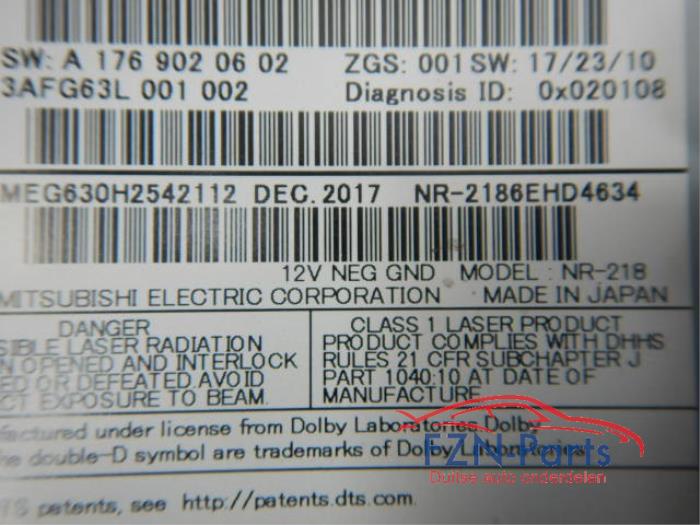 SW: A 176 902 06 02 ZGS: 001 SW: 17/23/10
3AFG63L 001 002 Diagnosis ID: 0x020108
MEG630H2542112 DEC.2017 NR-2186EHD4634
12V NEG GND MODEL : NR-218
MITSUBISHI ELECTRIC CORPORATION MADE IN JAPAN
DANGER
SIBLE LASER RADIATION
N OPENED AND INTERLOCK
ED OR DEFEATED.AVOID
CT EXPOSURE TO BEAM.
CLASS 1 LASER PRODUCT
PRODUCT COMPLIES WITH DHHS
RULES 21 CFR SUBCHAPTER J
PART 1040:10 AT DATE OF
MANUFACTURE
factured under license from Dolby Laboratories.Dolby
he double-D symbol are trademarks of Dolby Laboratories.
TS patents, see http://patents.dts.com.
FZN-Parts
Duitse auto onderdelen